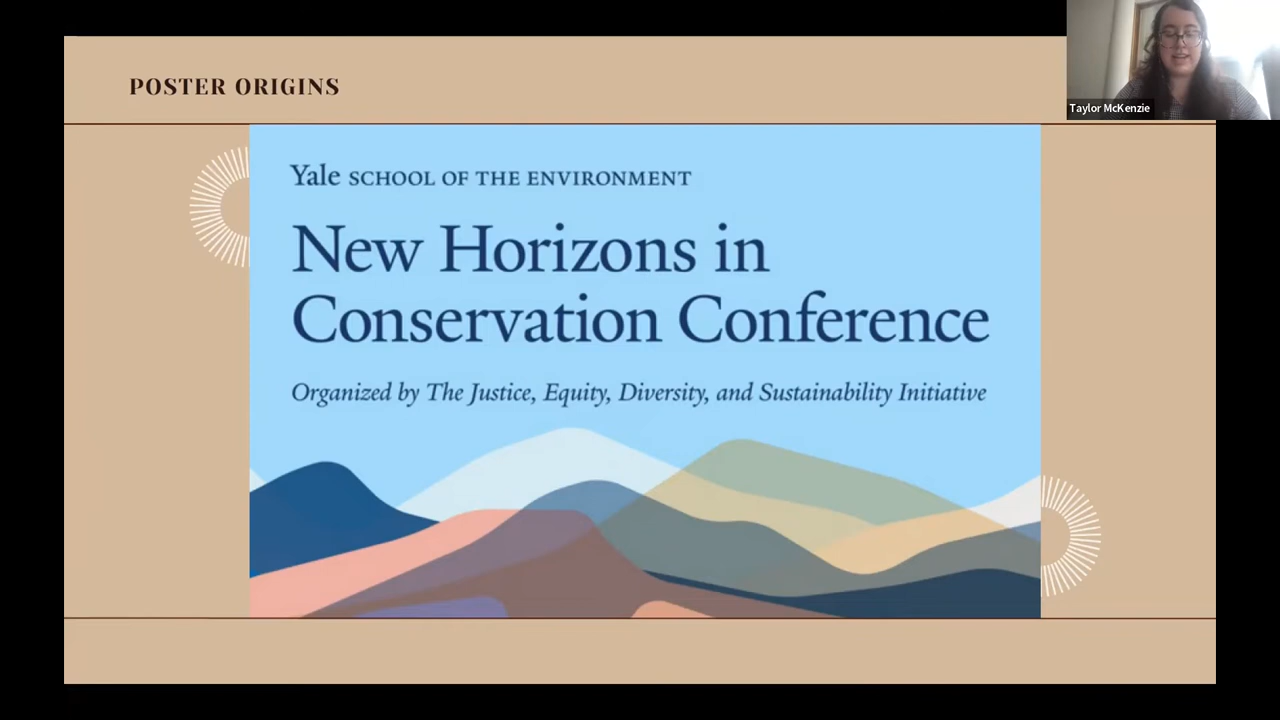 POSTER ORIGINS
Taylor McKenzie
Yale SCHOOL OF THE ENVIRONMENT
New Horizons in
Conservation Conference
Organized by The Justice, Equity, Diversity, and Sustainability Initiative